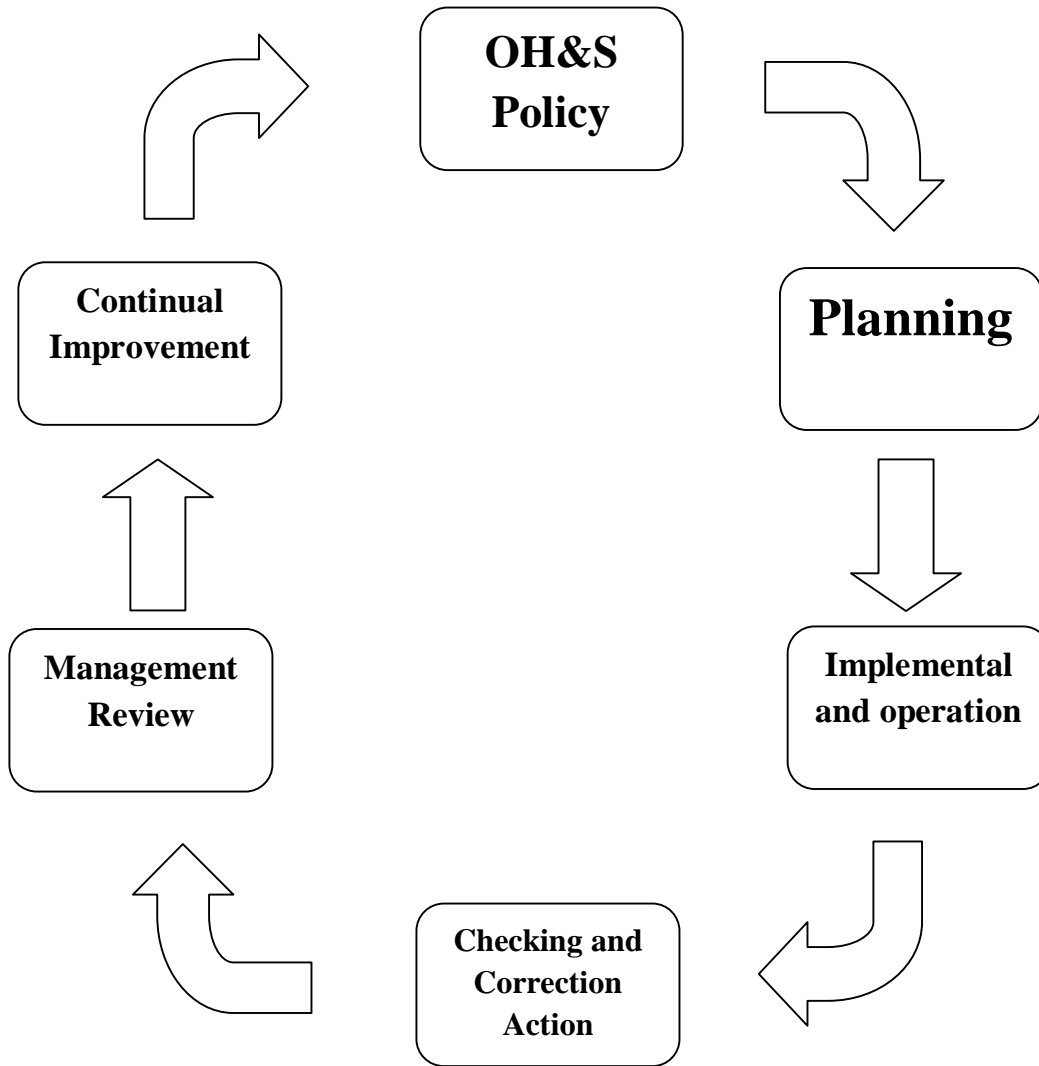 OH&S
Policy
Planning
Implemental
and operation
Checking and
Correction
Action
Management
Review
Continual
Improvement